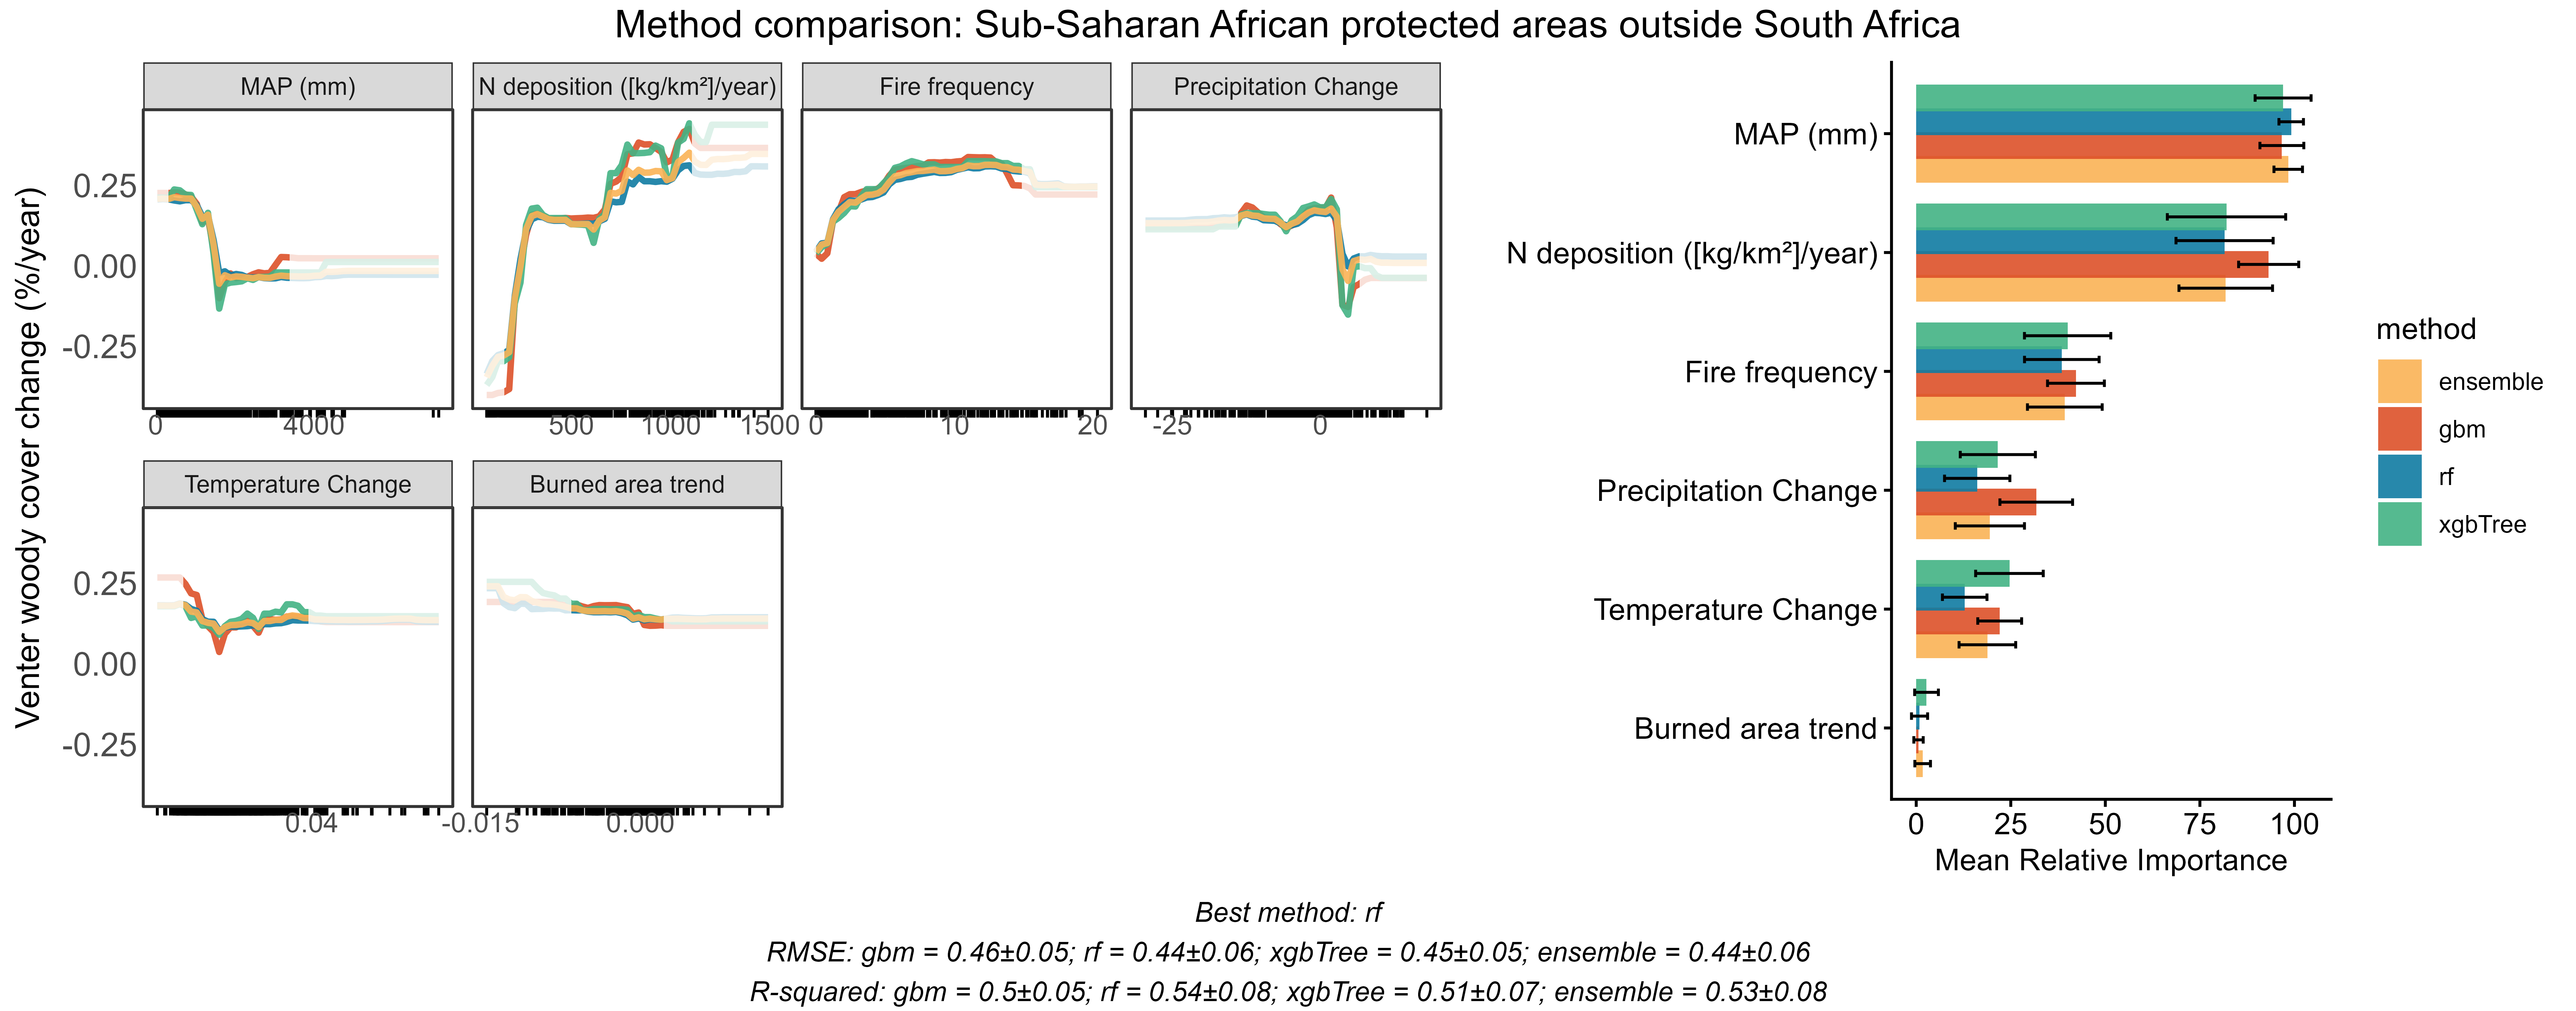 Method comparison: Sub-Saharan African protected areas outside South Africa
MAP (mm)
N deposition ([kg/km²]/year)
Fire frequency
Precipitation Change
Venter woody cover change (%/year)
0.25
0.00
-0.25
0 4000
500 1000 1500
0 10 20
-25 0
Temperature Change
Burned area trend
0.25
0.00
-0.25
0.04
-0.015 0.000
MAP (mm)
N deposition ([kg/km²]/year)
Fire frequency
Precipitation Change
Temperature Change
Burned area trend
0 25 50 75 100
Mean Relative Importance
method
ensemble
gbm
rf
xgbTree
Best method: rf
RMSE: gbm = 0.46±0.05; rf = 0.44±0.06; xgbTree = 0.45±0.05; ensemble = 0.44±0.06
R-squared: gbm = 0.5±0.05; rf = 0.54±0.08; xgbTree = 0.51±0.07; ensemble = 0.53±0.08